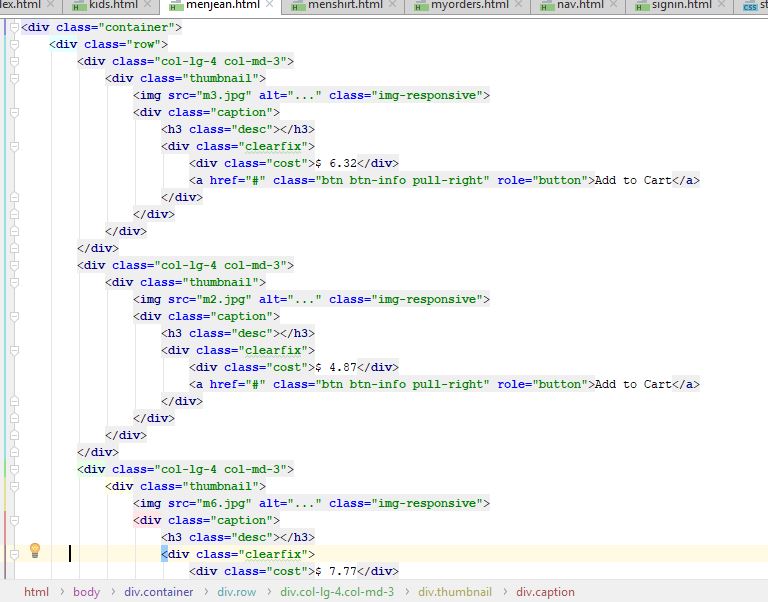 lex.html kids.html menjean.html menshirt.html myorders.html nav.html signin.html st
<div class="container">
<div class="row">
<div class="col-lg-4 col-md-3">
<div class="thumbnail">
<img src="m3.jpg" alt="..." class="img-responsive">
<div class="caption">
<h3 class="desc"></h3>
<div class="clearfix">
<div class="cost">$ 6.32</div>
<a href="#" class="btn btn-info pull-right" role="button">Add to Cart</a>
</div>
</div>
</div>
</div>
<div class="col-lg-4 col-md-3">
<div class="thumbnail">
<img src="m2.jpg" alt="..." class="img-responsive">
<div class="caption">
<h3 class="desc"></h3>
<div class="clearfix">
<div class="cost">$ 4.87</div>
<a href="#" class="btn btn-info pull-right" role="button">Add to Cart</a>
</div>
</div>
</div>
</div>
<div class="col-lg-4 col-md-3">
<div class="thumbnail">
<img src="m6.jpg" alt="..." class="img-responsive">
<div class="caption">
<h3 class="desc"></h3>
<div class="clearfix">
<div class="cost">$ 7.77</div>
html > body > div.container > div.row > div.col-lg-4.col-md-3 > div.thumbnail > div.caption